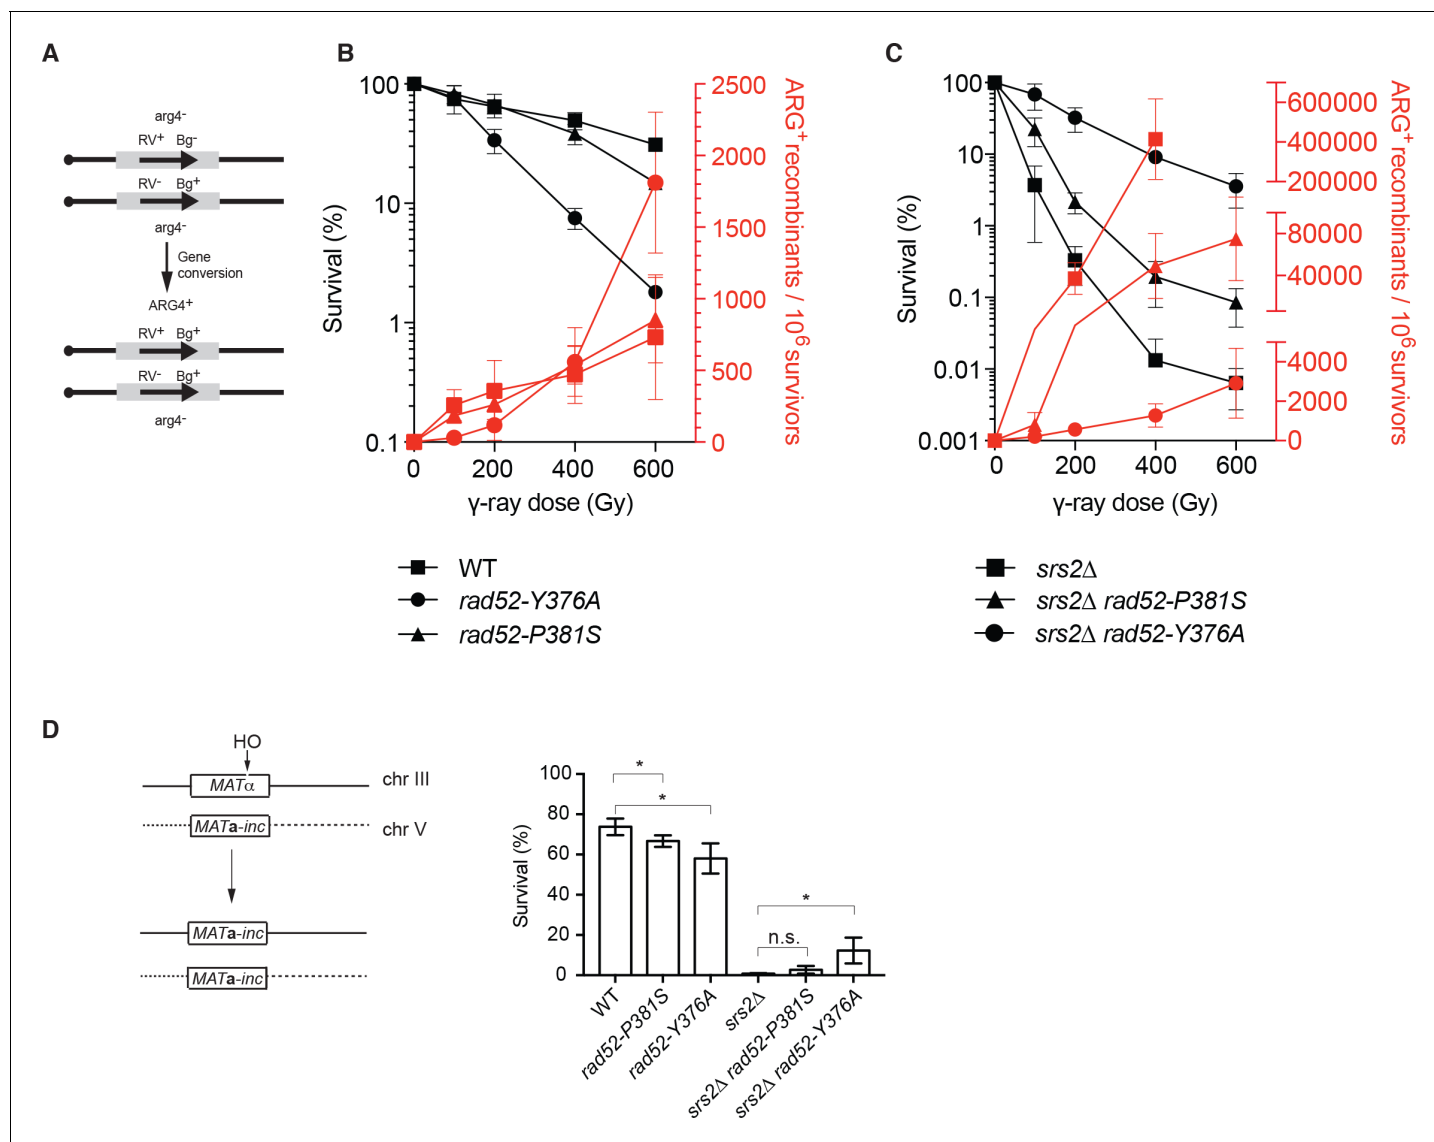 A
arg4-
RV+ Bg-
RV- Bg+
arg4-
Gene
conversion
ARG4+
RV+ Bg+
RV- Bg+
arg4-
B
Survival (%)
100
10
1
0.1
0 200 400 600
γ-ray dose (Gy)
2500
2000
1500
1000
500
0
ARG+ recombinants / 10^6 survivors
WT
rad52-Y376A
rad52-P381S
C
Survival (%)
100
10
1
0.1
0.01
0.001
0 200 400 600
γ-ray dose (Gy)
600000
400000
200000
80000
40000
4000
2000
0
ARG+ recombinants / 10^6 survivors
srs2Δ
srs2Δ rad52-P381S
srs2Δ rad52-Y376A
D
HO
MATα chr III
MATa-inc chr V
MATa-inc
MATa-inc
Survival (%)
100
80
60
40
20
0
*
*
n.s.
*
WT
rad52-P381S
rad52-Y376A
srs2Δ
srs2Δ rad52-P381S
srs2Δ rad52-Y376A